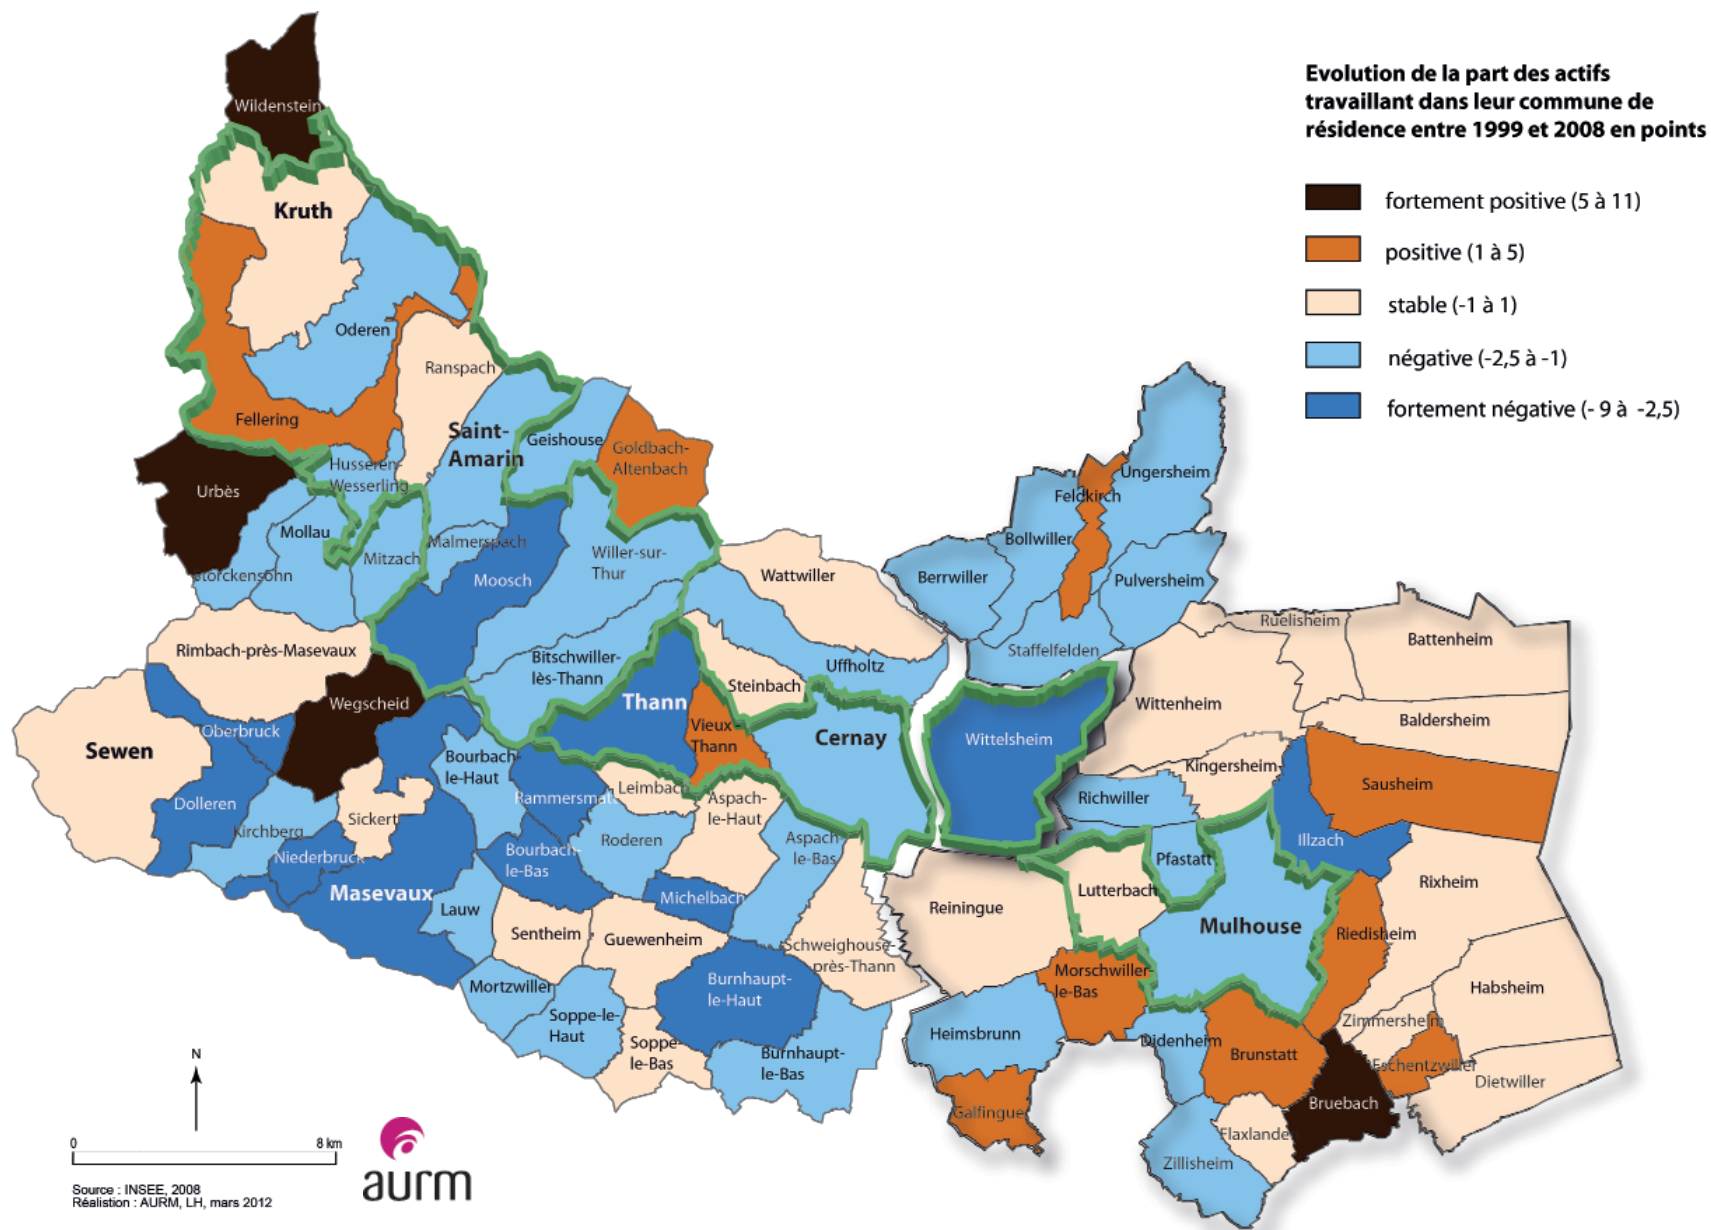 Evolution de la part des actifs
travaillant dans leur commune de
résidence entre 1999 et 2008 en points
fortement positive (5 à 11)
positive (1 à 5)
stable (-1 à 1)
négative (-2,5 à -1)
fortement négative (- 9 à -2,5)
Wildenstein
Kruth
Oderen
Ranspach
Fellering
Saint-
Amarin
Geishouse
Goldbach-
Altenbach
Husseren-
Wesserling
Urbès
Mollau
Mitzach
Malmerspach
Storckensohn
Moosch
Willer-sur-
Thur
Wattwiller
Berrwiller
Bollwiller
Feldkirch
Ungersheim
Pulversheim
Staffelfelden
Ruelisheim
Battenheim
Rimbach-près-Masevaux
Bitschwiller-
lès-Thann
Uffholtz
Steinbach
Wegscheid
Thann
Vieux-
Thann
Cernay
Wittelsheim
Wittenheim
Baldersheim
Sewen
Oberbruck
Bourbach-
le-Haut
Kingersheim
Sausheim
Dolleren
Rammersmatt
Leimbach
Aspach-
le-Haut
Richwiller
Kirchberg
Sickert
Roderen
Aspach-
le-Bas
Illzach
Niederbruck
Bourbach-
le-Bas
Pfastatt
Masevaux
Michelbach
Lutterbach
Rixheim
Lauw
Sentheim
Guewenheim
Reiningue
Mulhouse
Riedisheim
Schweighouse-
près-Thann
Mortzwiller
Burnhaupt-
le-Haut
Morschwiller-
le-Bas
Habsheim
Soppe-le-
Haut
Soppe-
le-Bas
Burnhaupt-
le-Bas
Heimsbrunn
Didenheim
Brunstatt
Zimmersheim
Eschentzwiller
Dietwiller
Galfingue
Bruebach
Flaxlanden
Zillisheim
N
0 8 km
aurm
Source : INSEE, 2008
Réalistion : AURM, LH, mars 2012